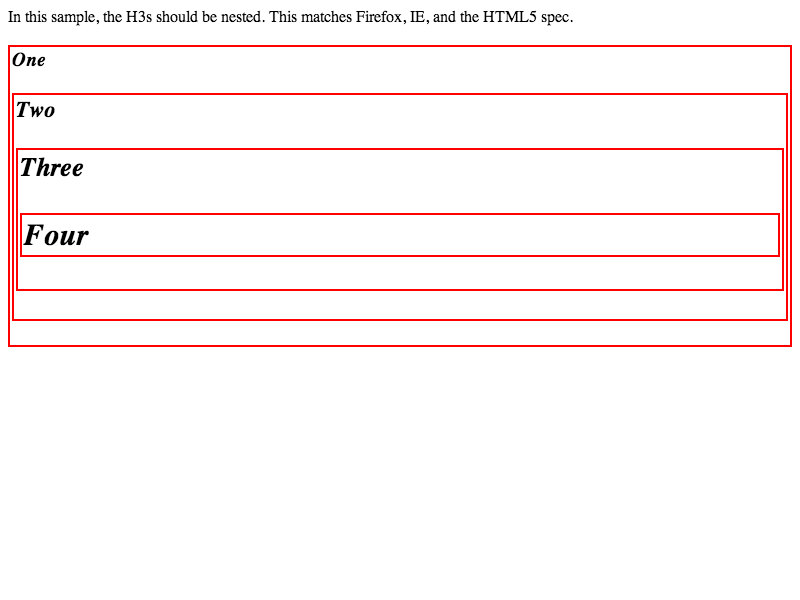 In this sample, the H3s should be nested. This matches Firefox, IE, and the HTML5 spec.
One
Two
Three
Four